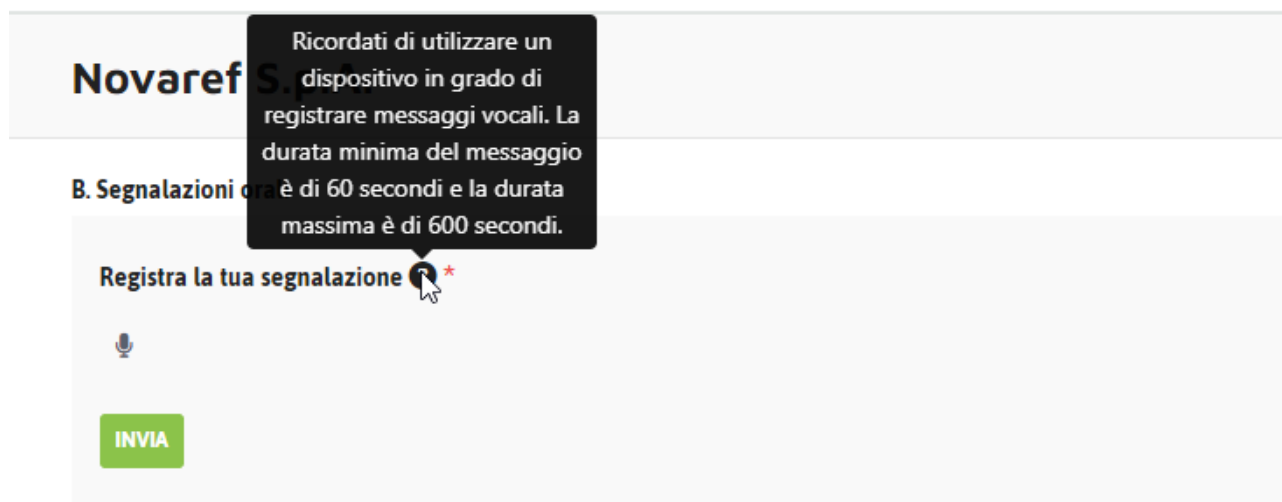 Novaref S.p.A.
Ricordati di utilizzare un
dispositivo in grado di
registrare messaggi vocali. La
durata minima del messaggio
è di 60 secondi e la durata
massima è di 600 secondi.
B. Segnalazioni
Registra la tua segnalazione ? *
INVIA